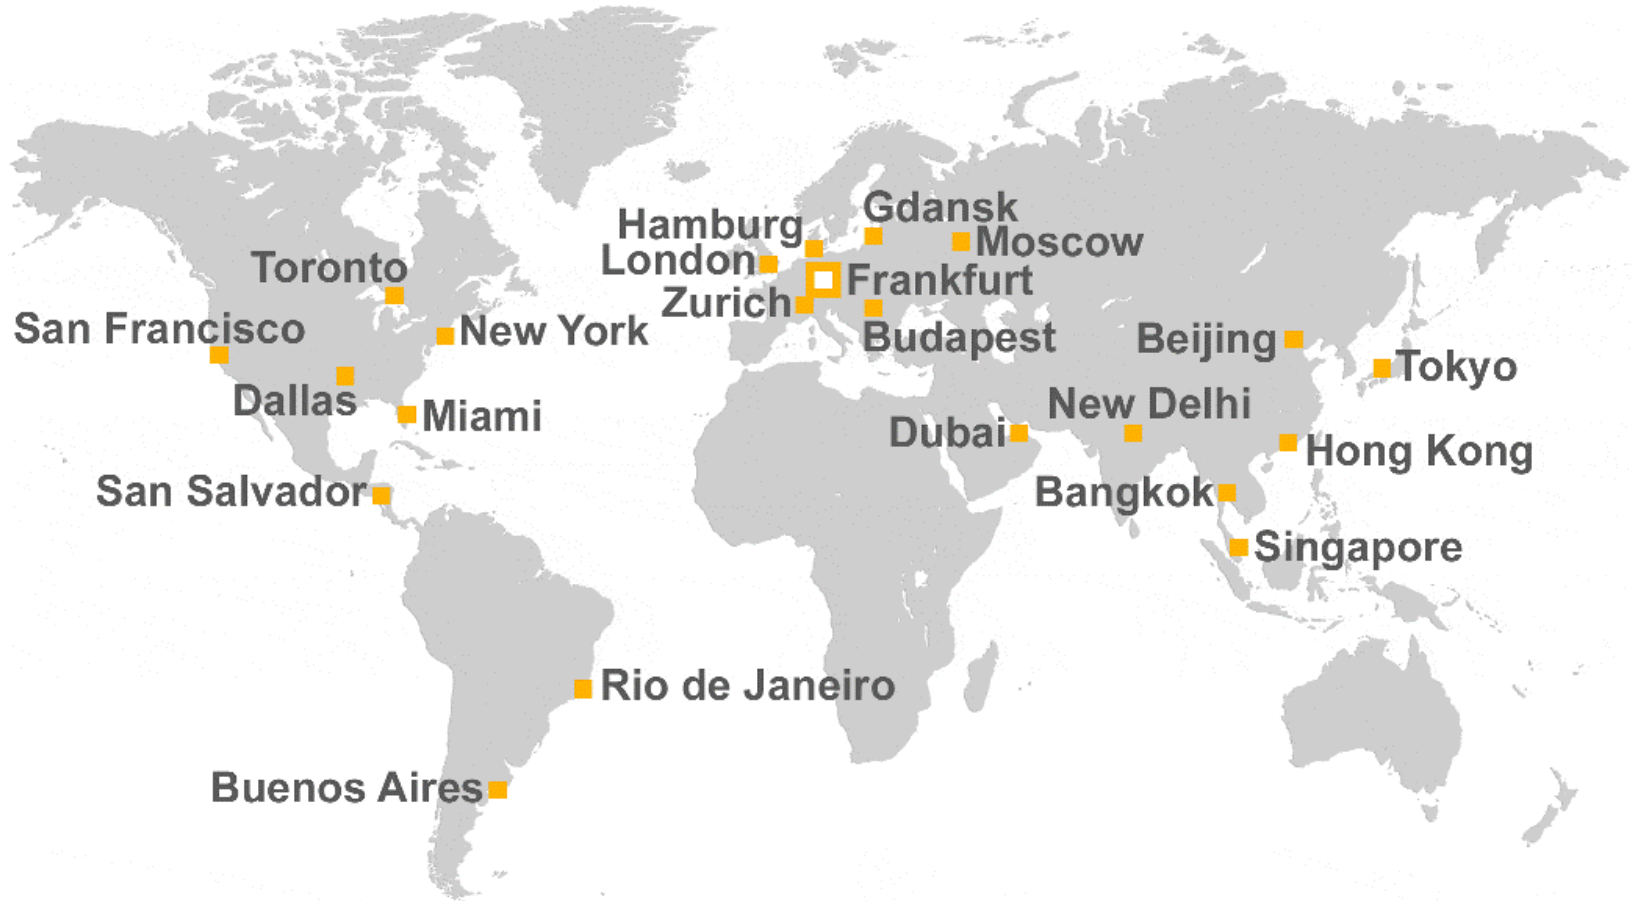 Gdansk
Hamburg
Moscow
London
Toronto
Frankfurt
Zurich
San Francisco
New York
Budapest
Beijing
Tokyo
Dallas
New Delhi
Miami
Dubai
Hong Kong
San Salvador
Bangkok
Singapore
Rio de Janeiro
Buenos Aires